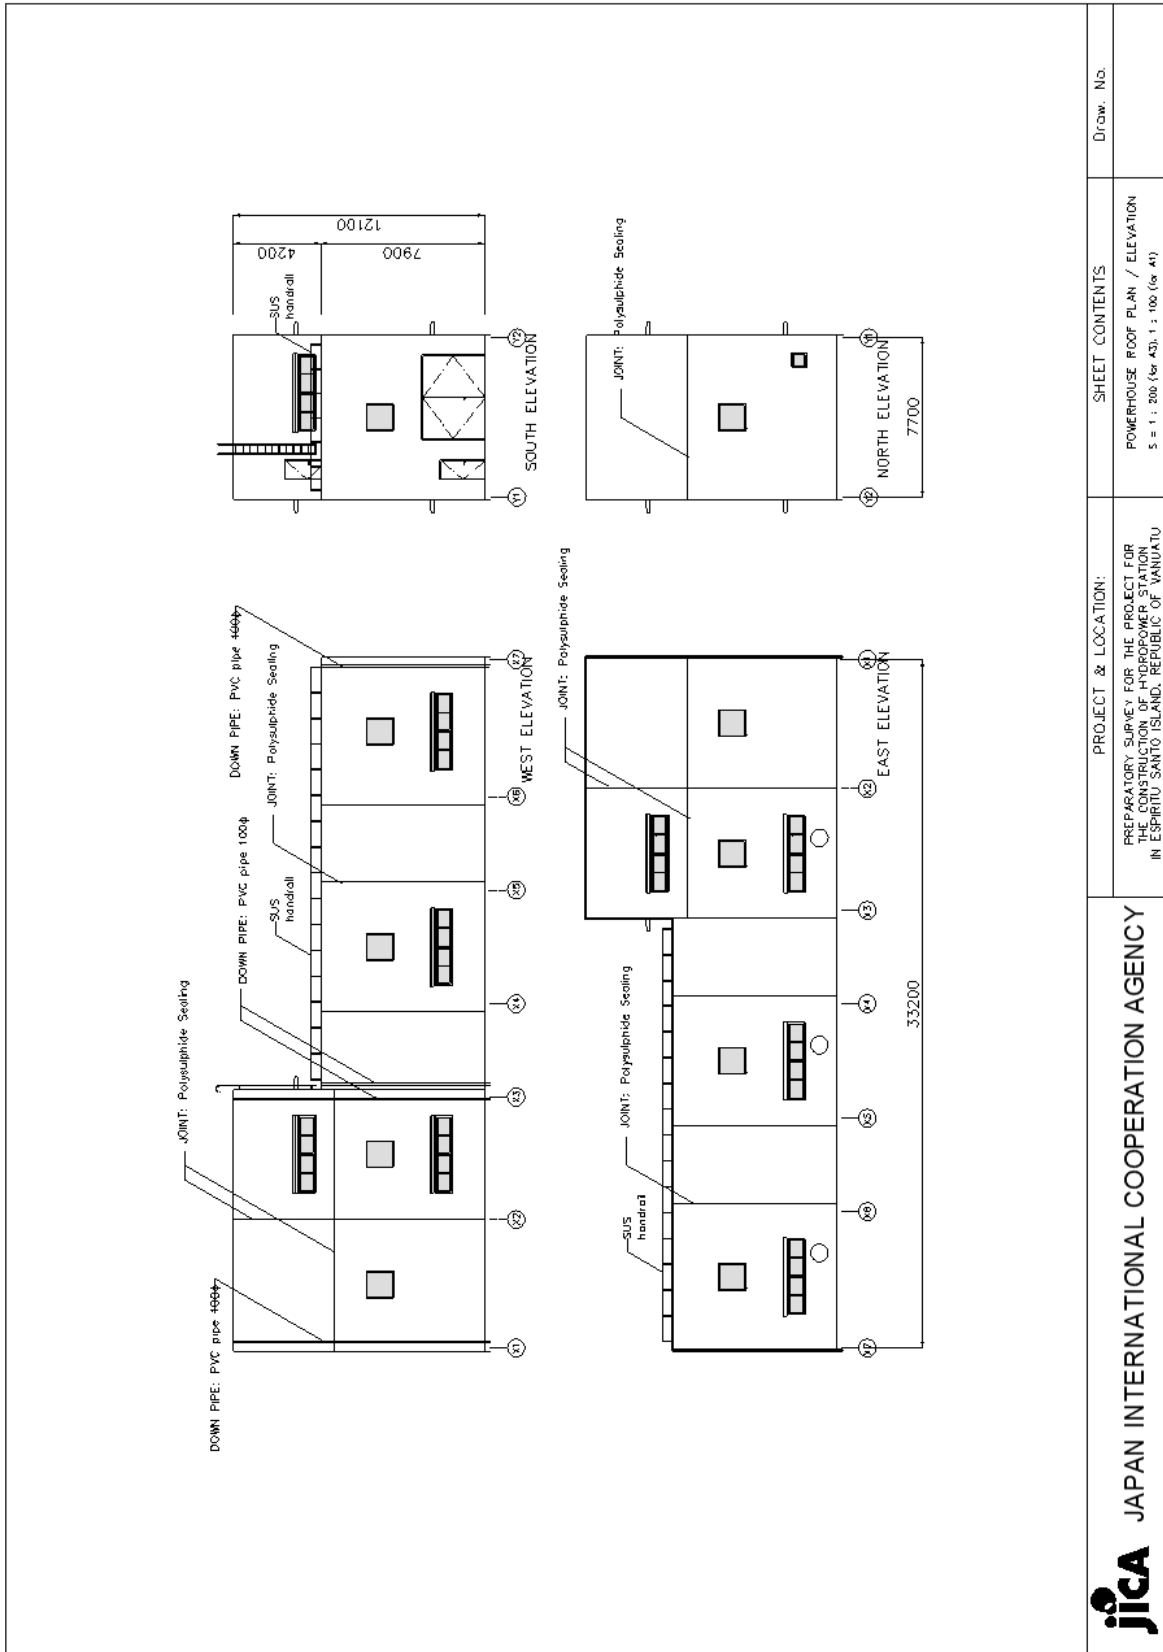 DOWN PIPE: PVC pipe 100ϕ
JOINT: Polysulphide Sealing
DOWN PIPE: PVC pipe 100ϕ
SUS
handrail
JOINT: Polysulphide Sealing
DOWN PIPE: PVC pipe 100ϕ
X1
X2
X3
X4
X5
X6
X7
WEST ELEVATION
SUS
handrail
4200
7900
12100
Y1
Y2
SOUTH ELEVATION
SUS
handrail
JOINT: Polysulphide Sealing
JOINT: Polysulphide Sealing
X7
X6
X5
X4
X3
X2
X1
EAST ELEVATION
33200
JOINT: Polysulphide Sealing
Y2
Y1
NORTH ELEVATION
7700
jICA
JAPAN INTERNATIONAL COOPERATION AGENCY
PROJECT & LOCATION:
PREPARATORY SURVEY FOR THE PROJECT FOR
THE CONSTRUCTION OF HYDROPOWER STATION
IN ESPIRITU SANTO ISLAND, REPUBLIC OF VANUATU
SHEET CONTENTS
POWERHOUSE ROOF PLAN / ELEVATION
S = 1 : 200 (for A3), 1 : 100 (for A1)
Draw. No.